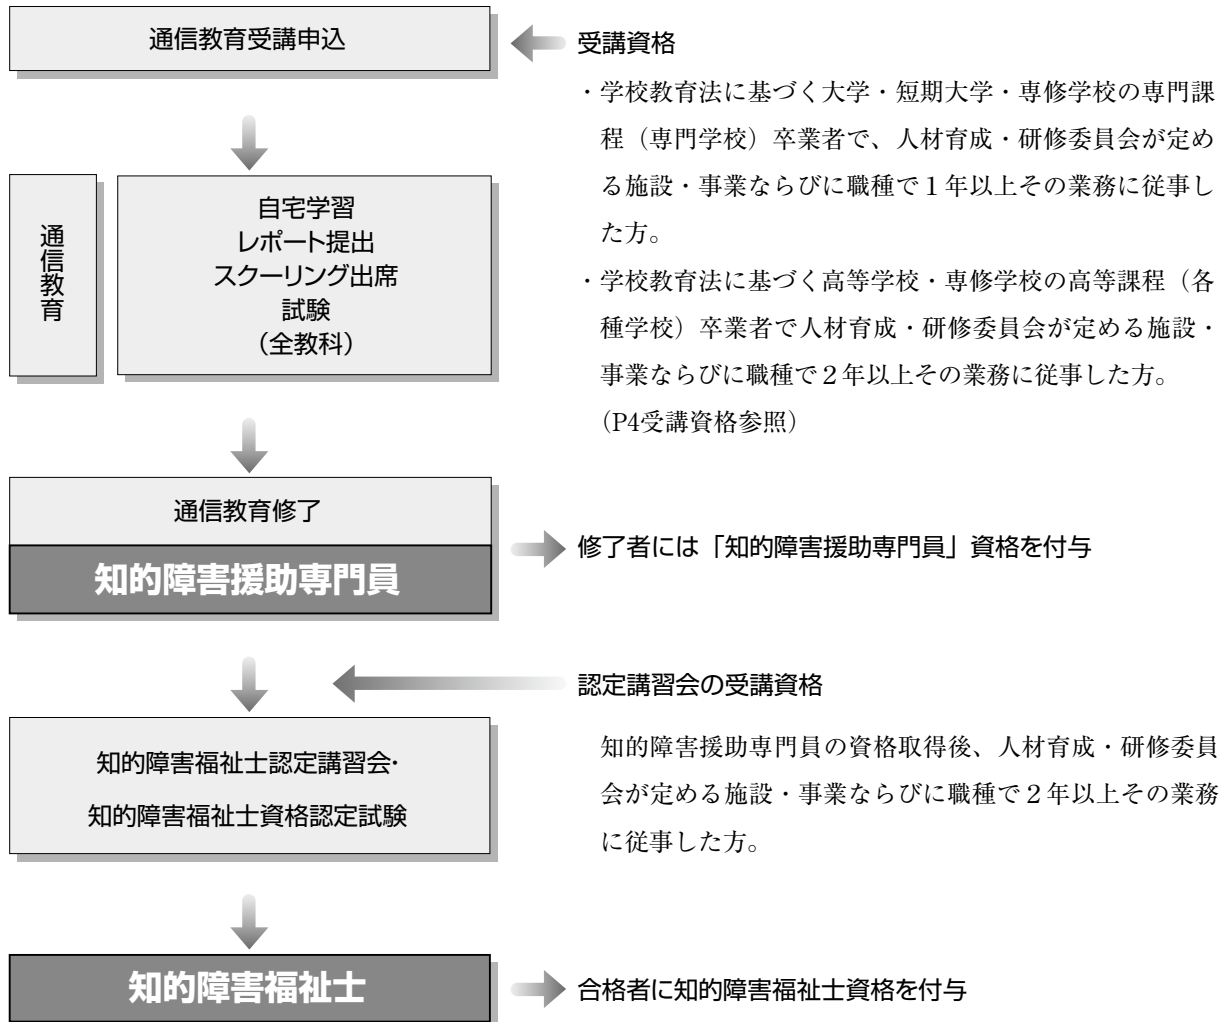 通信教育受講申込
受講資格
・学校教育法に基づく大学・短期大学・専修学校の専門課
程（専門学校）卒業者で、人材育成・研修委員会が定め
る施設・事業ならびに職種で１年以上その業務に従事し
た方。
・学校教育法に基づく高等学校・専修学校の高等課程（各
種学校）卒業者で人材育成・研修委員会が定める施設・
事業ならびに職種で２年以上その業務に従事した方。
（P4受講資格参照）
通信教育
自宅学習
レポート提出
スクーリング出席
試験
（全教科）
通信教育修了
知的障害援助専門員
修了者には「知的障害援助専門員」資格を付与
認定講習会の受講資格
知的障害援助専門員の資格取得後、人材育成・研修委員
会が定める施設・事業ならびに職種で２年以上その業務
に従事した方。
知的障害福祉士認定講習会・
知的障害福祉士資格認定試験
知的障害福祉士
合格者に知的障害福祉士資格を付与